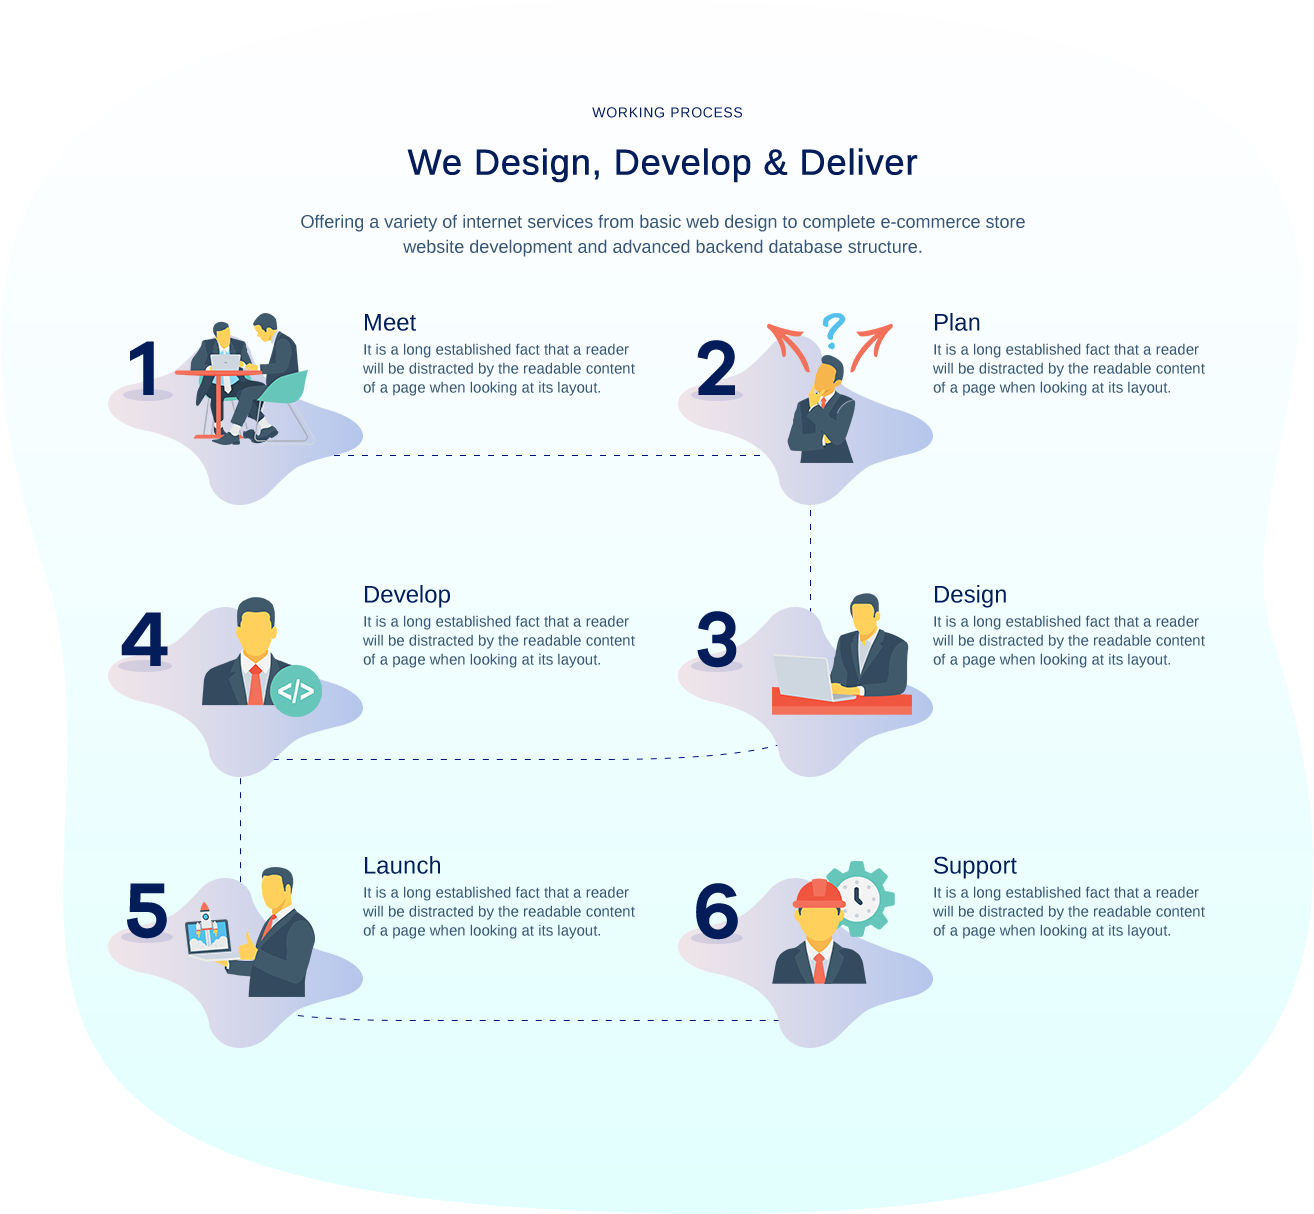 WORKING PROCESS
We Design, Develop & Deliver
Offering a variety of internet services from basic web design to complete e-commerce store
website development and advanced backend database structure.
1
Meet
It is a long established fact that a reader
will be distracted by the readable content
of a page when looking at its layout.
2
?
Plan
It is a long established fact that a reader
will be distracted by the readable content
of a page when looking at its layout.
4
</>
Develop
It is a long established fact that a reader
will be distracted by the readable content
of a page when looking at its layout.
3
Design
It is a long established fact that a reader
will be distracted by the readable content
of a page when looking at its layout.
5
Launch
It is a long established fact that a reader
will be distracted by the readable content
of a page when looking at its layout.
6
Support
It is a long established fact that a reader
will be distracted by the readable content
of a page when looking at its layout.